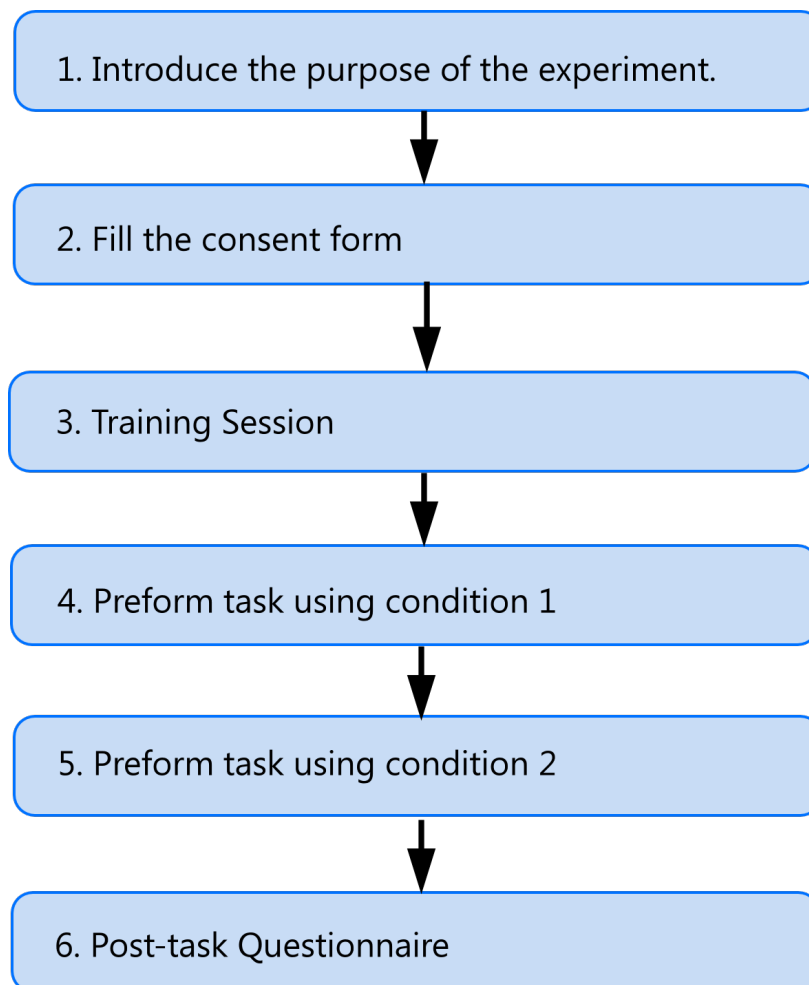 1. Introduce the purpose of the experiment.
2. Fill the consent form
3. Training Session
4. Preform task using condition 1
5. Preform task using condition 2
6. Post-task Questionnaire